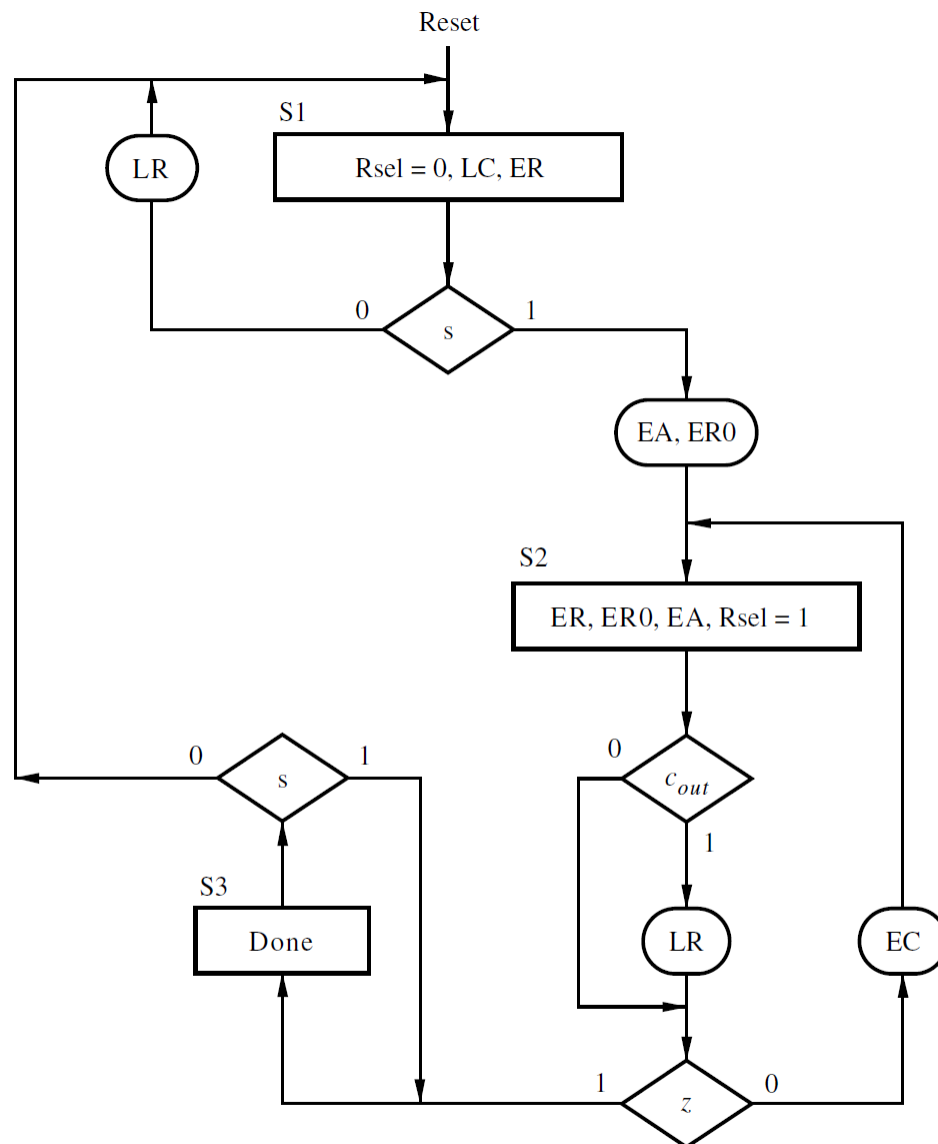 Reset
S1
LR
Rsel = 0, LC, ER
0
s
1
EA, ER0
S2
ER, ER0, EA, Rsel = 1
0
s
1
0
c_out
1
S3
Done
LR
EC
1
z
0